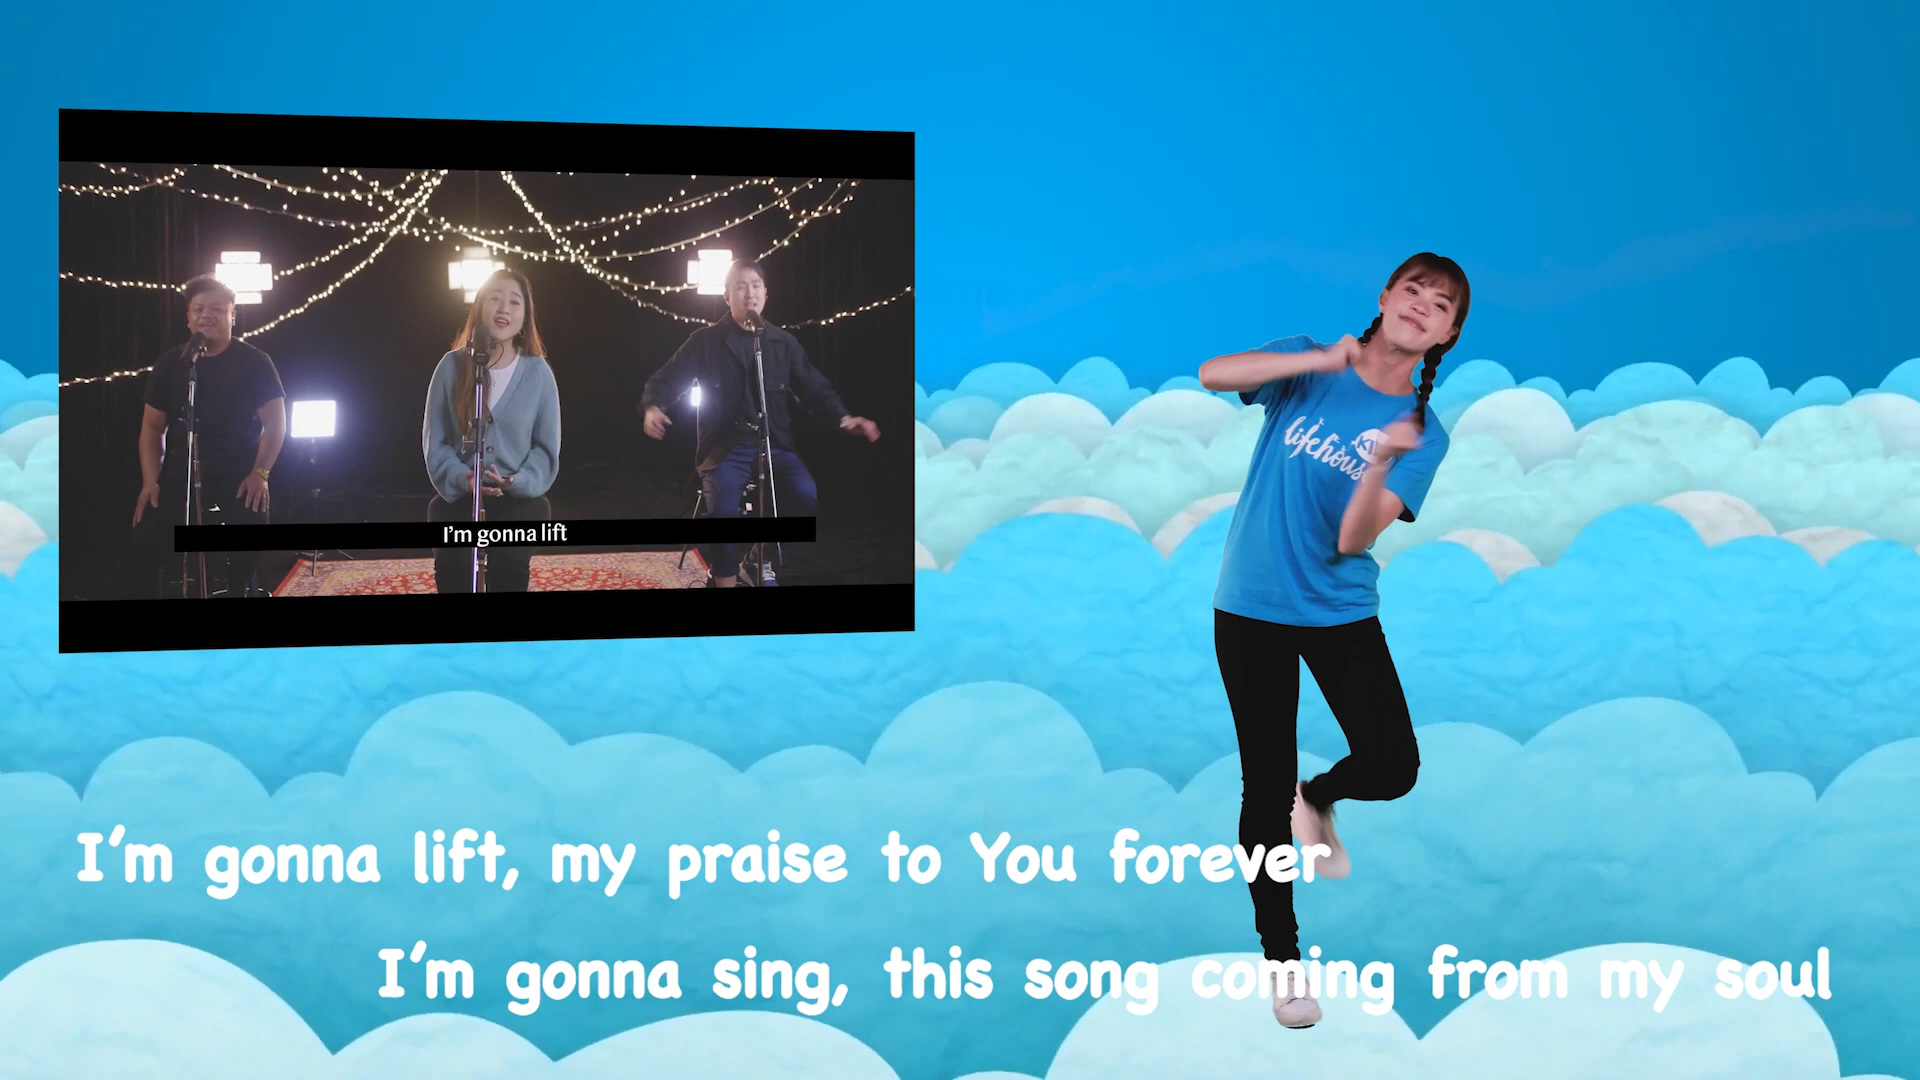 I'm gonna lift
lifehouse
I'm gonna lift, my praise to You forever
I'm gonna sing, this song coming from my soul